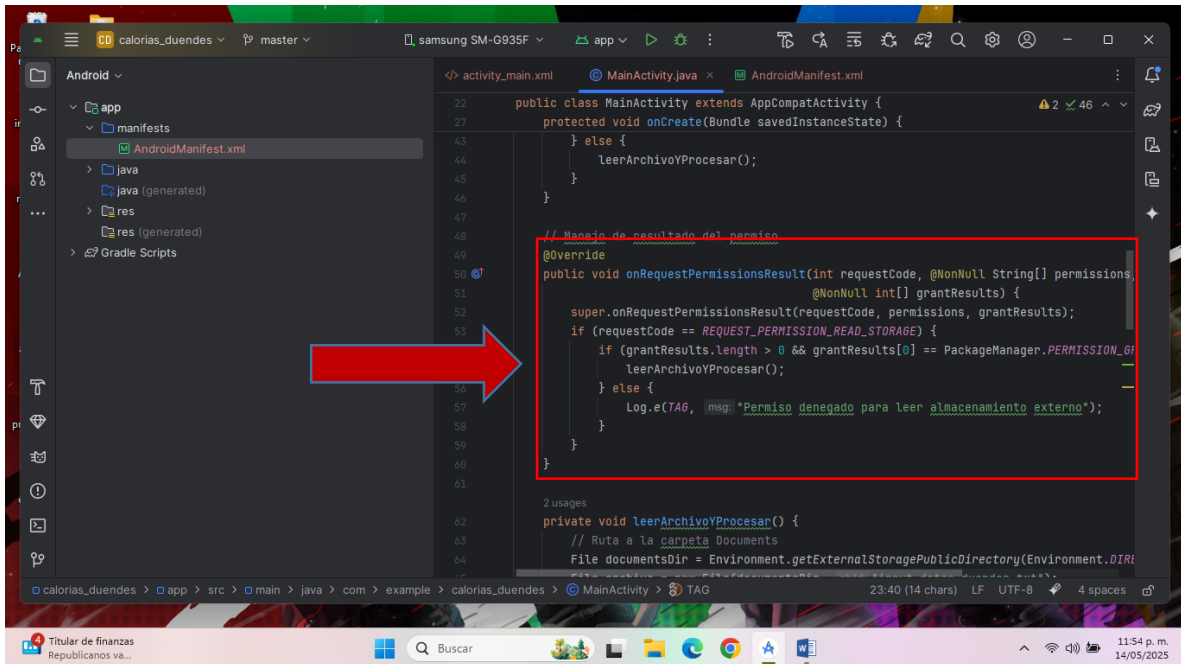 CD calorias_duendes
master
samsung SM-G935F
app
Android
activity_main.xml
MainActivity.java
AndroidManifest.xml
app
manifests
AndroidManifest.xml
java
java (generated)
res
res (generated)
Gradle Scripts
2 46
22 public class MainActivity extends AppCompatActivity {
27 protected void onCreate(Bundle savedInstanceState) {
43 } else {
44 leerArchivoYProcesar();
45 }
46 }
47
48 // Manejo de resultado del permiso
49 @Override
50 public void onRequestPermissionsResult(int requestCode, @NonNull String[] permissions,
51 @NonNull int[] grantResults) {
52 super.onRequestPermissionsResult(requestCode, permissions, grantResults);
53 if (requestCode == REQUEST_PERMISSION_READ_STORAGE) {
if (grantResults.length > 0 && grantResults[0] == PackageManager.PERMISSION_GR
leerArchivoYProcesar();
56 } else {
57 Log.e(TAG, msg: "Permiso denegado para leer almacenamiento externo");
58 }
59 }
60 }
61
2 usages
62 private void leerArchivoYProcesar() {
63 // Ruta a la carpeta Documents
64 File documentsDir = Environment.getExternalStoragePublicDirectory(Environment.DIRE
calorias_duendes > app > src > main > java > com > example > calorias_duendes > MainActivity > TAG
23:40 (14 chars) LF UTF-8 4 spaces
4
Titular de finanzas
Republicanos va...
Buscar
11:54 p. m.
14/05/2025